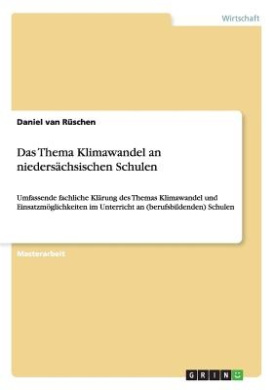 Wirtschaft
Daniel van Rüschen
Das Thema Klimawandel an
niedersächsischen Schulen
Umfassende fachliche Klärung des Themas Klimawandel und
Einsatzmöglichkeiten im Unterricht an (berufsbildenden) Schulen
Masterarbeit
GRIN